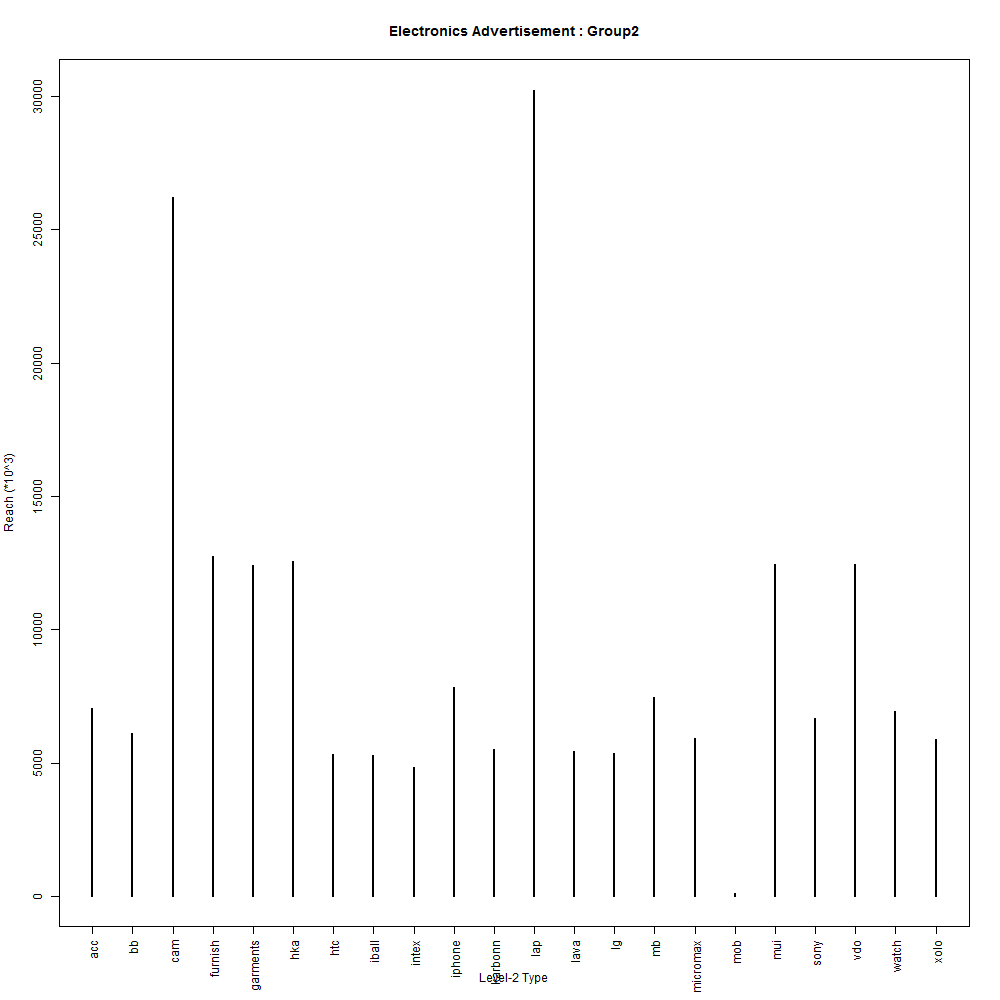 Electronics Advertisement : Group2
Reach (*10^3)
30000
25000
20000
15000
10000
5000
0
acc
bb
cam
furnish
garments
hka
htc
iball
intex
iphone
karbonn
lap
lava
lg
mb
micromax
mob
mui
sony
vdo
watch
xolo
Level-2 Type